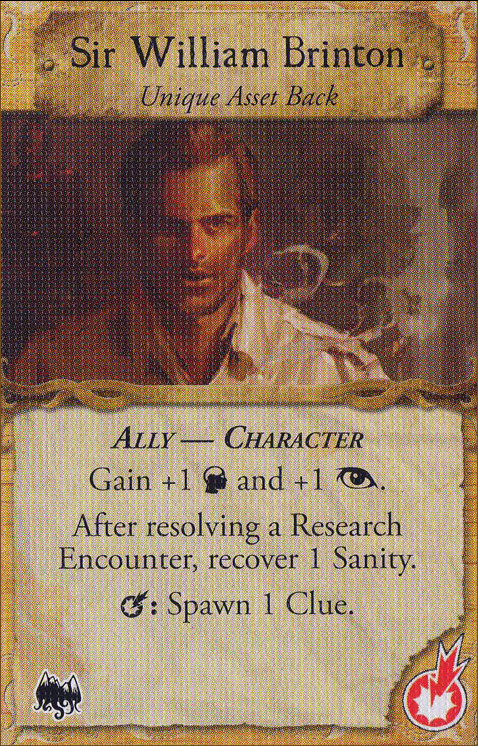 Sir William Brinton
Unique Asset Back
Ally — Character
Gain +1 and +1 .
After resolving a Research
Encounter, recover 1 Sanity.
: Spawn 1 Clue.